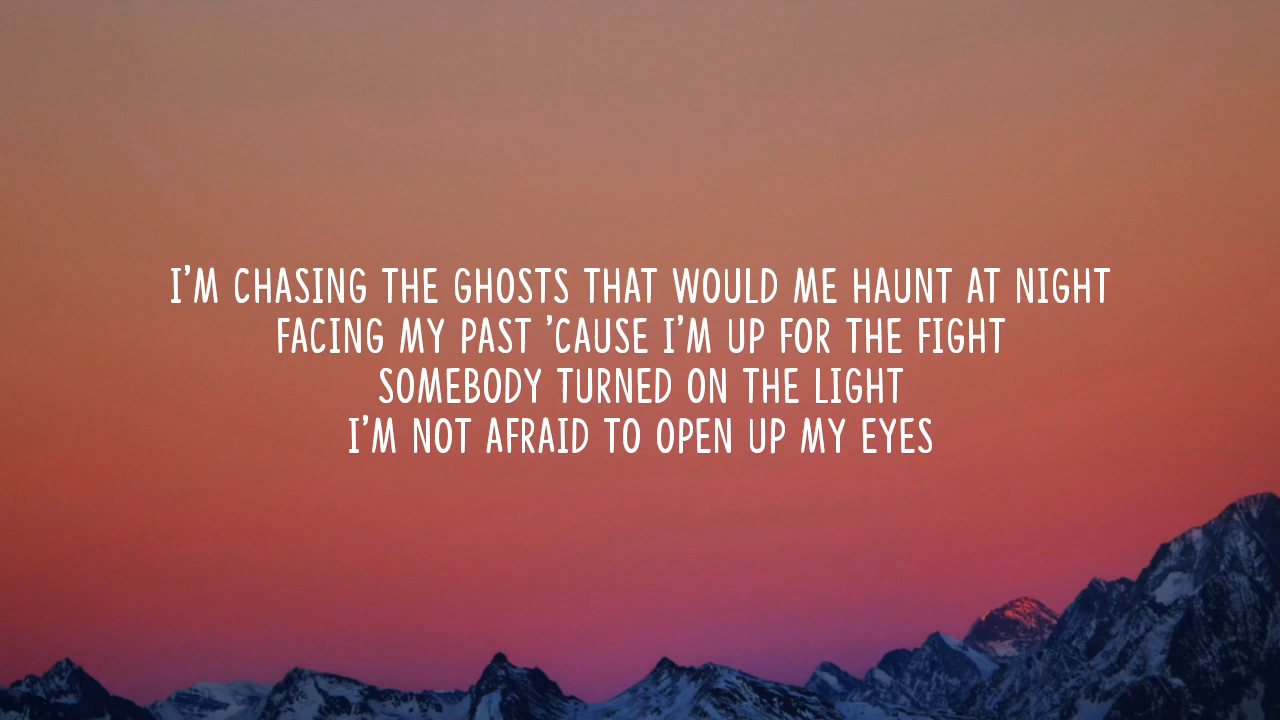 I'M CHASING THE GHOSTS THAT WOULD ME HAUNT AT NIGHT
FACING MY PAST 'CAUSE I'M UP FOR THE FIGHT
SOMEBODY TURNED ON THE LIGHT
I'M NOT AFRAID TO OPEN UP MY EYES